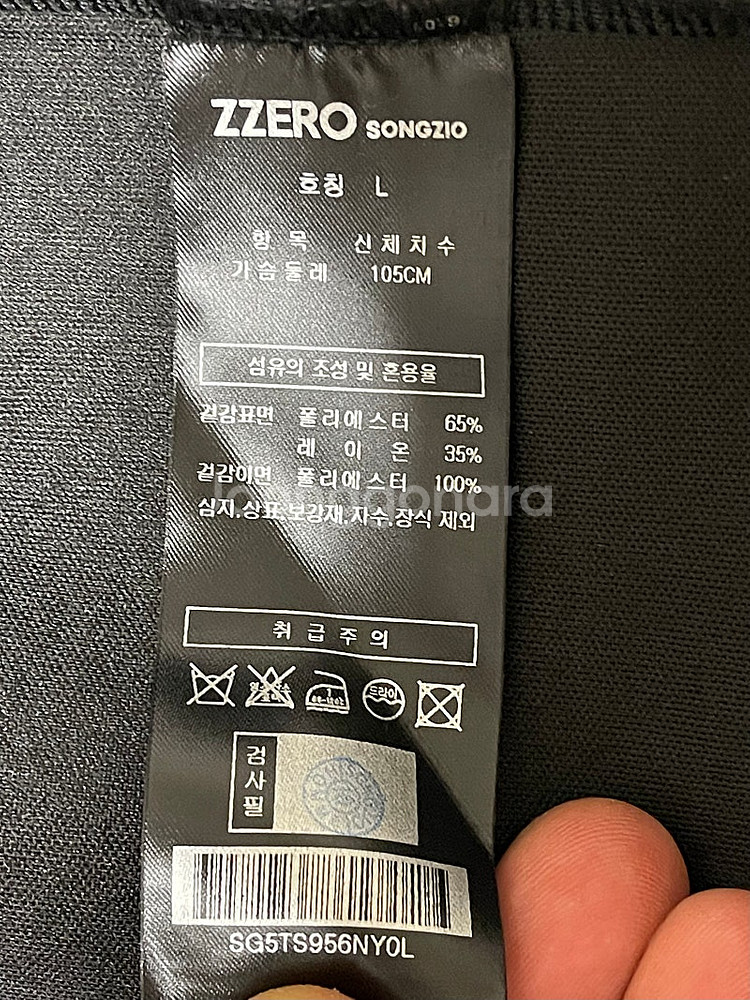 ZZERO SONGZIO
호칭 L
항 목 신체치수
가슴둘레 105CM
섬유의 조성 및 혼용율
겉감표면 폴리에스터 65%
레 이 온 35%
겉감이면 폴리에스터 100%
심지.상표.보강재.자수.장식 제외
취급주의
드라이
검사필
SG5TS956NY0L